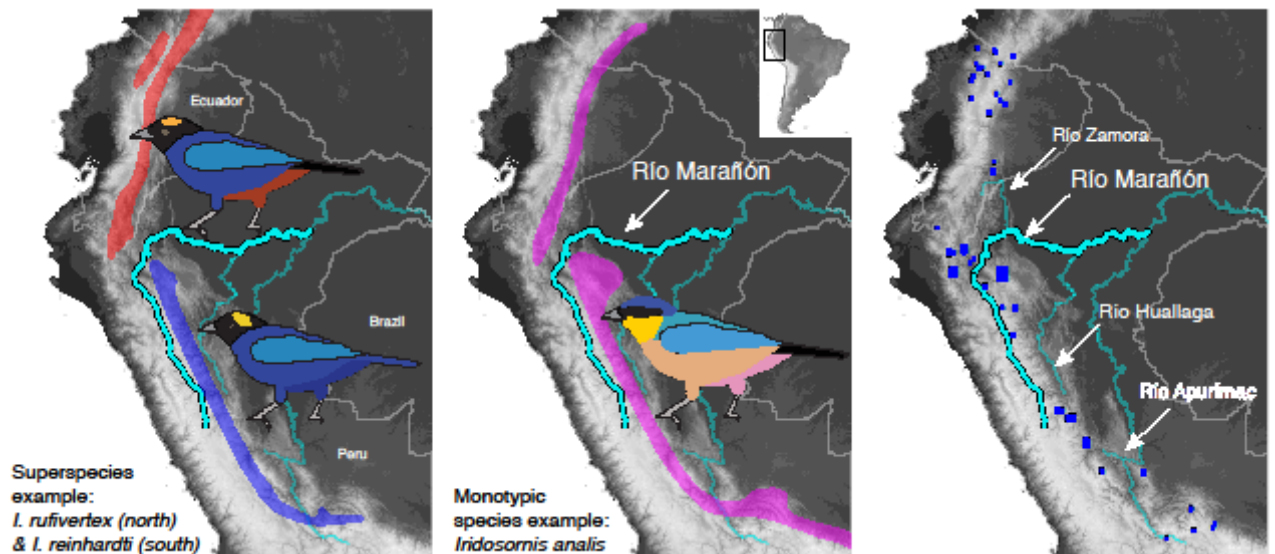 Ecuador
Brazil
Peru
Superspecies
example:
I. rufivertex (north)
& I. reinhardti (south)
Río Marañón
Monotypic
species example:
Iridosornis analis
Río Zamora
Río Marañón
Río Huallaga
Río Apurímac